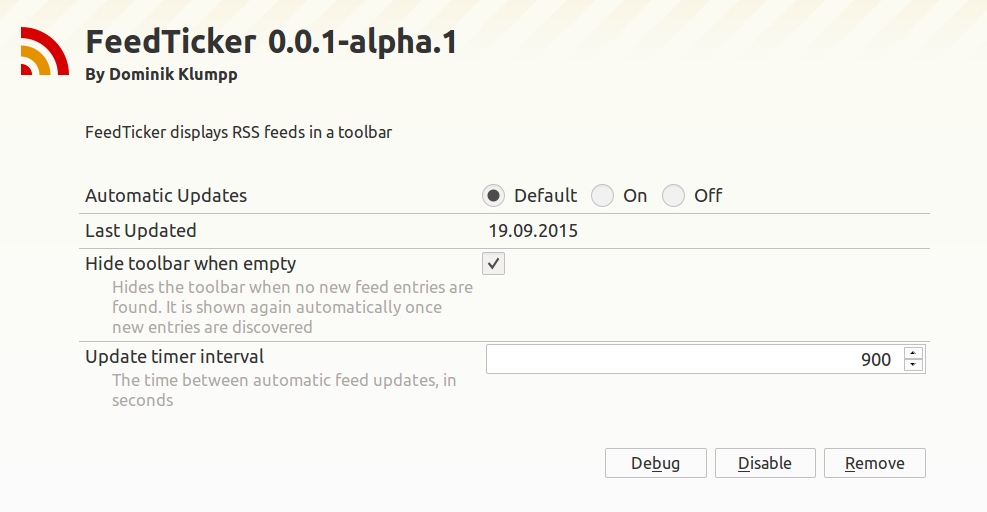 FeedTicker 0.0.1-alpha.1
By Dominik Klumpp
FeedTicker displays RSS feeds in a toolbar
Automatic Updates Default On Off
Last Updated 19.09.2015
Hide toolbar when empty
Hides the toolbar when no new feed entries are
found. It is shown again automatically once
new entries are discovered
Update timer interval 900
The time between automatic feed updates, in
seconds
Debug Disable Remove